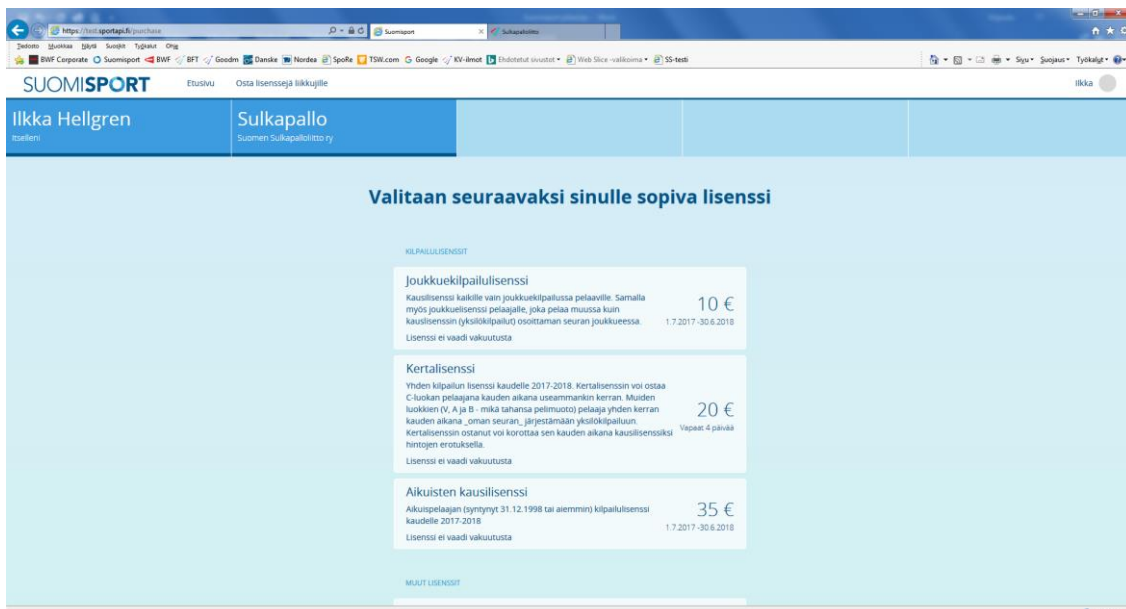 https://test.sportapi.fi/purchase
Suomisport
Sulkapalloliitto
Tiedosto Muokkaa Näytä Suosikit Työkalut Ohje
BWF Corporate Suomisport BWF BFT Goodm Danske Nordea SpoRe TSW.com Google KV-ilmot Ehdotetut sivustot Web Slice -valikoima SS-testi
Sivu Suojaus Työkalut
SUOMISPORT Etusivu Osta lisenssejä liikkujille Ilkka
Ilkka Hellgren
Itselleni
Sulkapallo
Suomen Sulkapalloliitto ry
Valitaan seuraavaksi sinulle sopiva lisenssi
KILPAILULISENSSIT
Joukkuekilpailulisenssi
Kausilisenssi kaikille vain joukkuekilpailussa pelaaville. Samalla
myös joukkuelisenssi pelaajalle, joka pelaa muussa kuin
kausilisenssin (yksilökilpailut) osoittaman seuran joukkueessa.
Lisenssi ei vaadi vakuutusta
10 €
1.7.2017 -30.6.2018
Kertalisenssi
Yhden kilpailun lisenssi kaudelle 2017-2018. Kertalisenssin voi ostaa
C-luokan pelaajana kauden aikana useammankin kerran. Muiden
luokkien (V, A ja B - mikä tahansa pelimuoto) pelaaja yhden kerran
kauden aikana _oman seuran_ järjestämään yksilökilpailuun.
Kertalisenssin ostanut voi korottaa sen kauden aikana kausilisenssiksi
hintojen erotuksella.
Lisenssi ei vaadi vakuutusta
20 €
Vapaat 4 päivää
Aikuisten kausilisenssi
Aikuispelaajan (syntynyt 31.12.1998 tai aiemmin) kilpailulisenssi
kaudelle 2017-2018
Lisenssi ei vaadi vakuutusta
35 €
1.7.2017 -30.6.2018
MUUT LISENSSIT